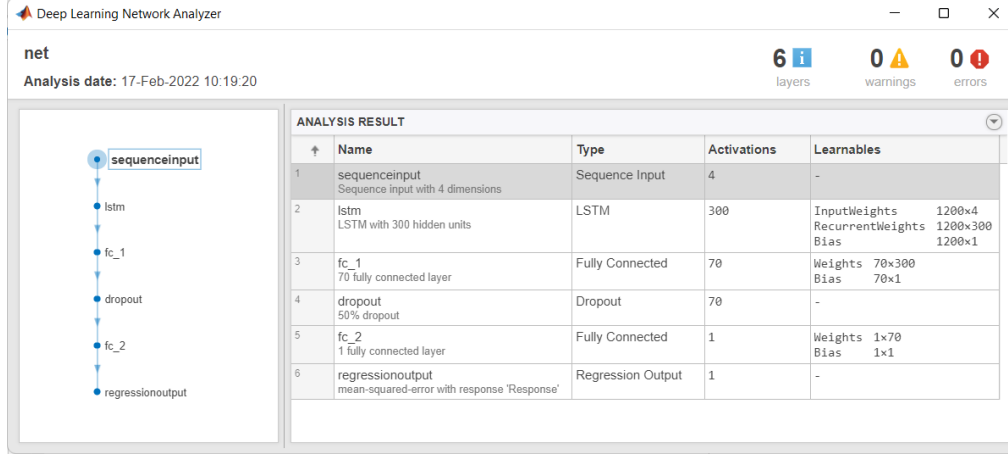 Deep Learning Network Analyzer
net
Analysis date: 17-Feb-2022 10:19:20
6 i
layers
0
warnings
0
errors
sequenceinput
lstm
fc_1
dropout
fc_2
regressionoutput
ANALYSIS RESULT
Name Type Activations Learnables
1 sequenceinput Sequence Input 4 -
Sequence input with 4 dimensions
2 lstm LSTM 300 InputWeights 1200×4
LSTM with 300 hidden units RecurrentWeights 1200×300
Bias 1200×1
3 fc_1 Fully Connected 70 Weights 70×300
70 fully connected layer Bias 70×1
4 dropout Dropout 70 -
50% dropout
5 fc_2 Fully Connected 1 Weights 1×70
1 fully connected layer Bias 1×1
6 regressionoutput Regression Output 1 -
mean-squared-error with response 'Response'